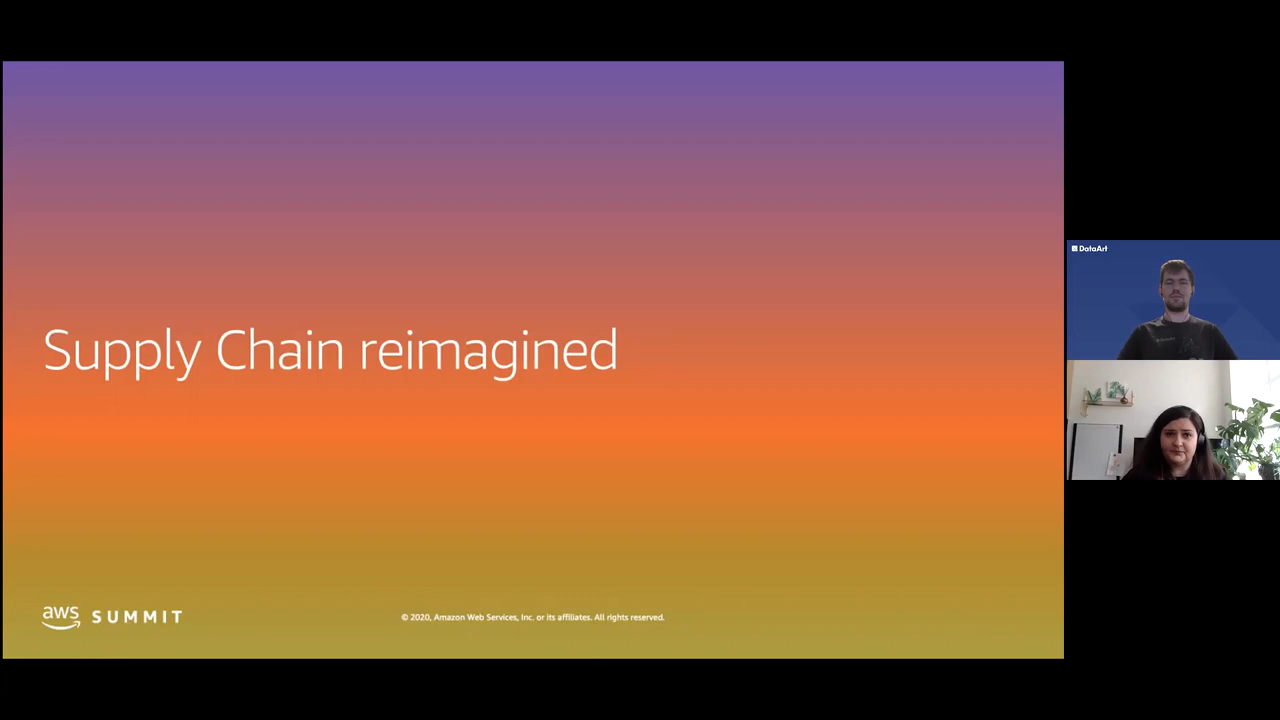 Supply Chain reimagined
aws SUMMIT
© 2020, Amazon Web Services, Inc. or its affiliates. All rights reserved.
DataArt